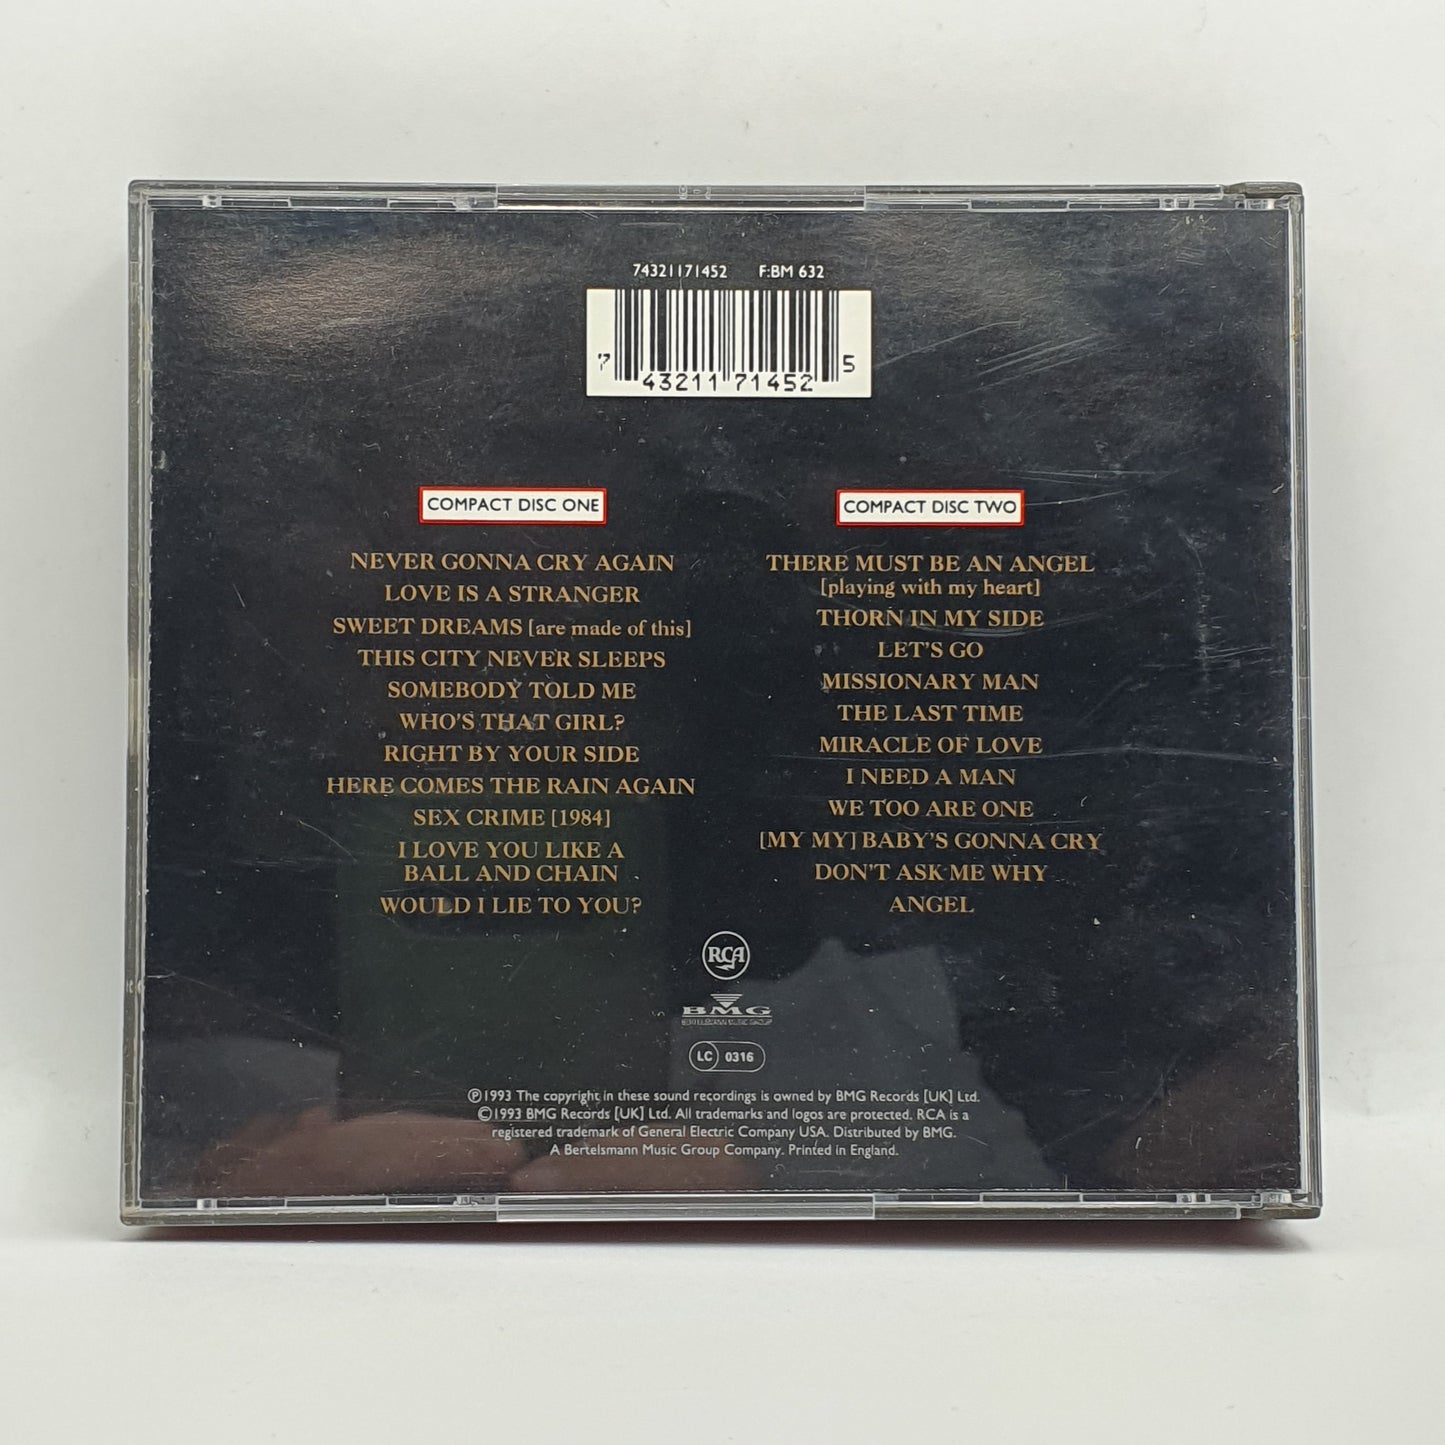 74321171452 F:BM 632
7 43211 71452 5
COMPACT DISC ONE
NEVER GONNA CRY AGAIN
LOVE IS A STRANGER
SWEET DREAMS [are made of this]
THIS CITY NEVER SLEEPS
SOMEBODY TOLD ME
WHO'S THAT GIRL?
RIGHT BY YOUR SIDE
HERE COMES THE RAIN AGAIN
SEX CRIME [1984]
I LOVE YOU LIKE A
BALL AND CHAIN
WOULD I LIE TO YOU?
COMPACT DISC TWO
THERE MUST BE AN ANGEL
[playing with my heart]
THORN IN MY SIDE
LET'S GO
MISSIONARY MAN
THE LAST TIME
MIRACLE OF LOVE
I NEED A MAN
WE TOO ARE ONE
[MY MY] BABY'S GONNA CRY
DON'T ASK ME WHY
ANGEL
RCA
BMG
LC 0316
℗1993 The copyright in these sound recordings is owned by BMG Records [UK] Ltd.
©1993 BMG Records [UK] Ltd. All trademarks and logos are protected. RCA is a
registered trademark of General Electric Company USA. Distributed by BMG.
A Bertelsmann Music Group Company. Printed in England.